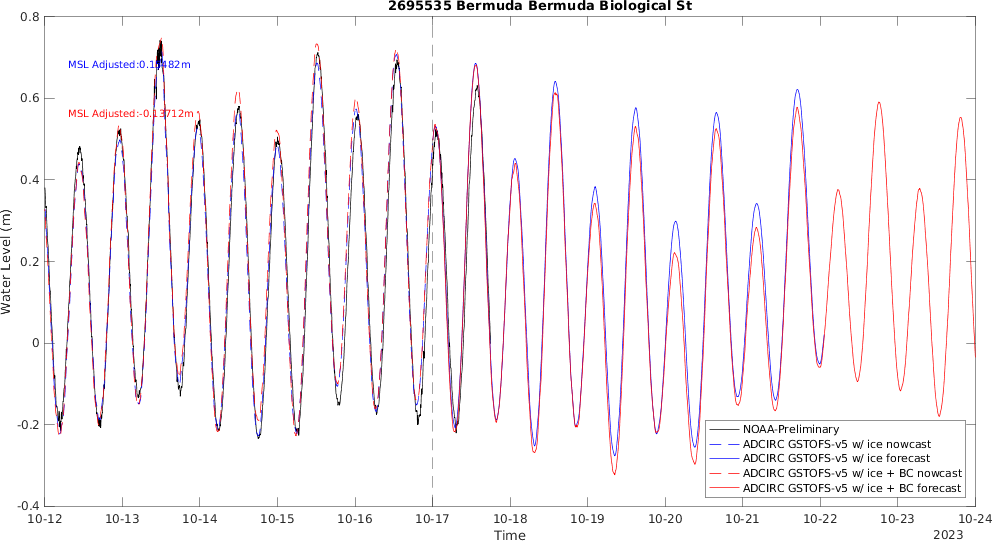 2695535 Bermuda Bermuda Biological St
0.8
MSL Adjusted:0.1 482m
0.6
MSL Adjusted:-0.13712m
0.4
Water Level (m)
0.2
0
-0.2
NOAA-Preliminary
ADCIRC GSTOFS-v5 w/ ice nowcast
ADCIRC GSTOFS-v5 w/ ice forecast
ADCIRC GSTOFS-v5 w/ ice + BC nowcast
ADCIRC GSTOFS-v5 w/ ice + BC forecast
-0.4
10-12 10-13 10-14 10-15 10-16 10-17 10-18 10-19 10-20 10-21 10-22 10-23 10-24
Time
2023